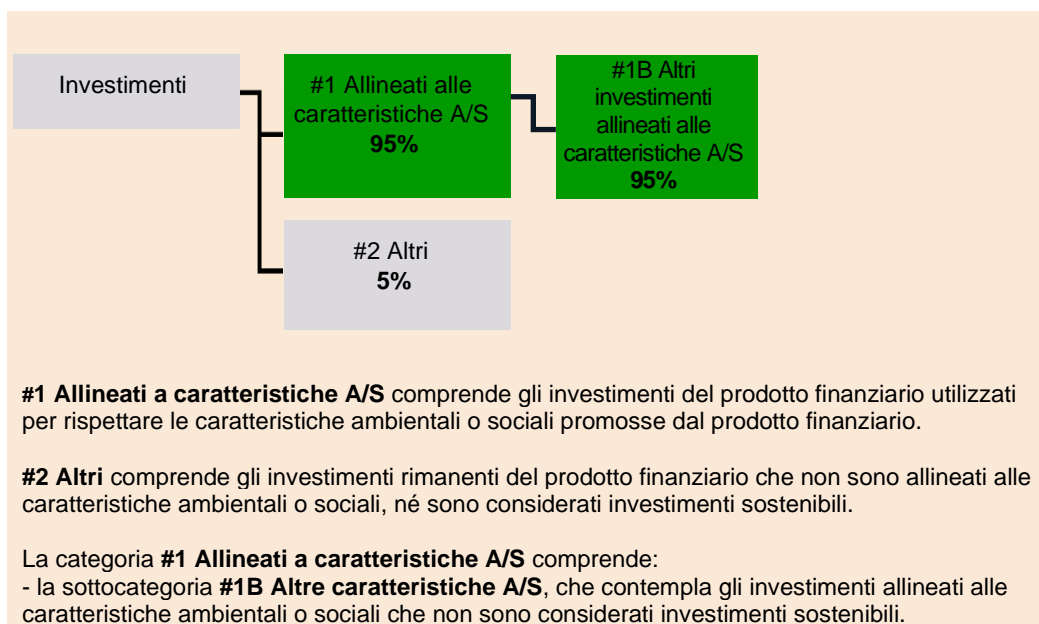 Investimenti
#1 Allineati alle
caratteristiche A/S
95%
#1B Altri
investimenti
allineati alle
caratteristiche A/S
95%
#2 Altri
5%
#1 Allineati a caratteristiche A/S comprende gli investimenti del prodotto finanziario utilizzati
per rispettare le caratteristiche ambientali o sociali promosse dal prodotto finanziario.
#2 Altri comprende gli investimenti rimanenti del prodotto finanziario che non sono allineati alle
caratteristiche ambientali o sociali, né sono considerati investimenti sostenibili.
La categoria #1 Allineati a caratteristiche A/S comprende:
- la sottocategoria #1B Altre caratteristiche A/S, che contempla gli investimenti allineati alle
caratteristiche ambientali o sociali che non sono considerati investimenti sostenibili.